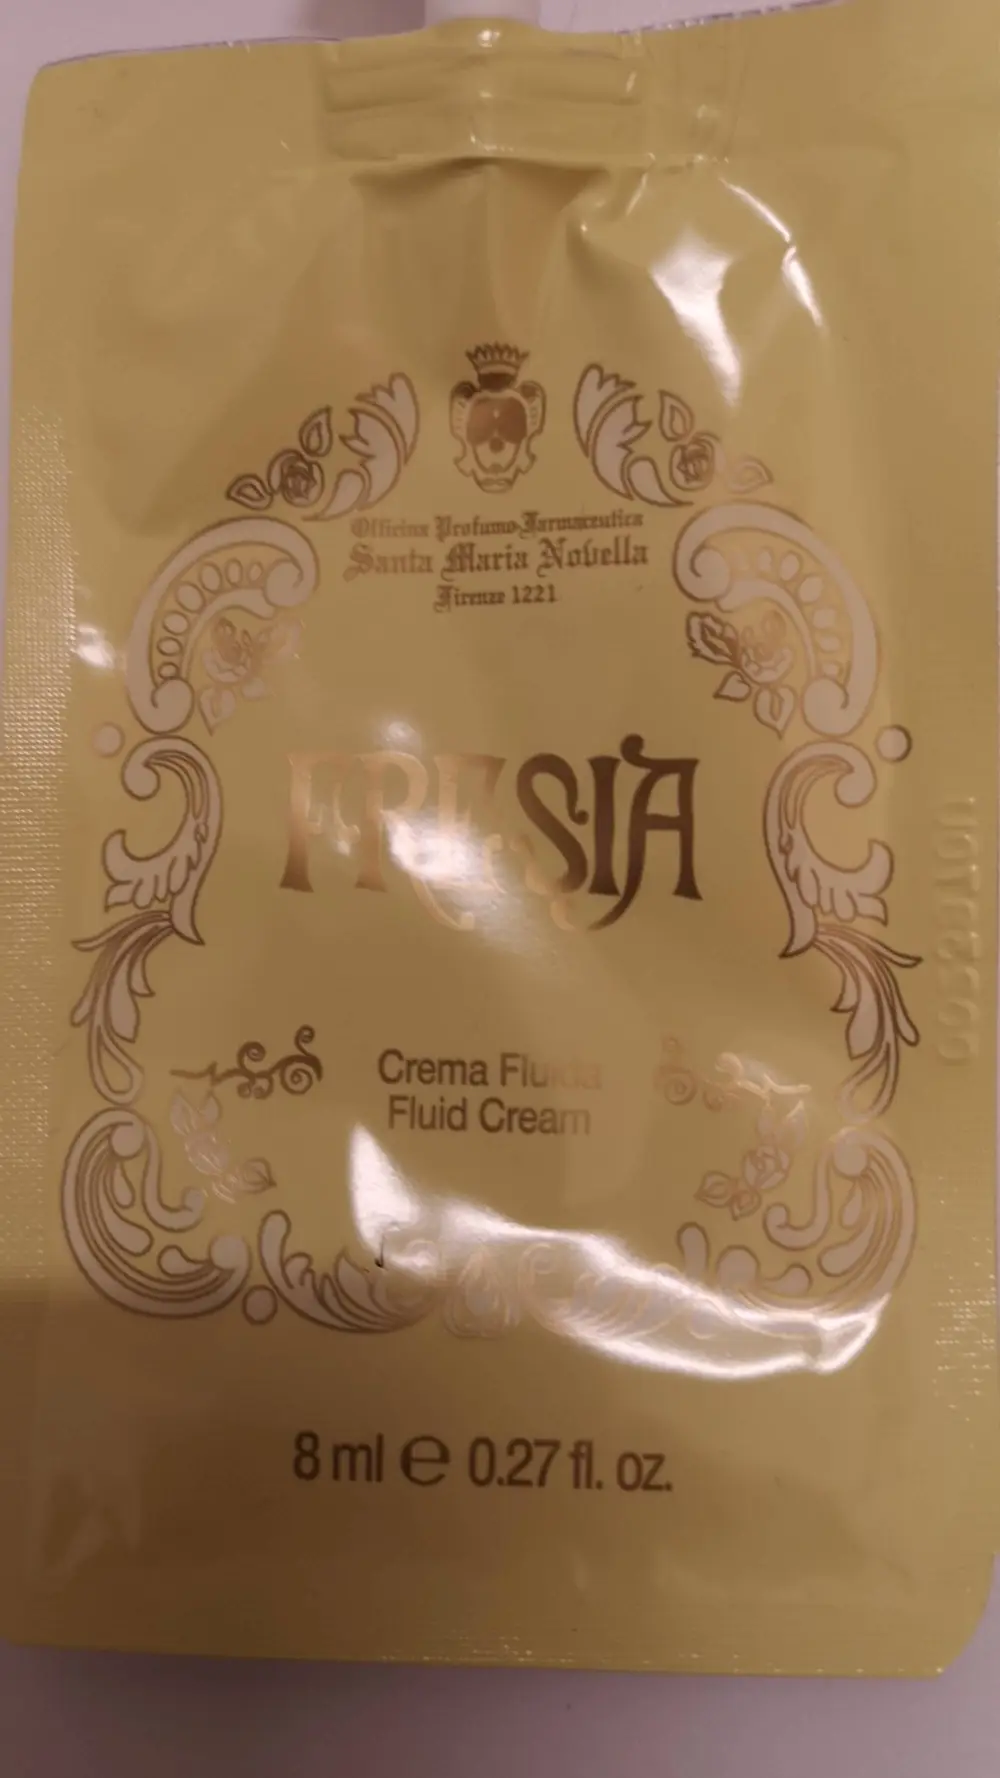 Officina Profumo-Farmaceutica
Santa Maria Novella
Firenze 1221
FRESIA
Crema Fluida
Fluid Cream
8 ml ℮ 0.27 fl. oz.